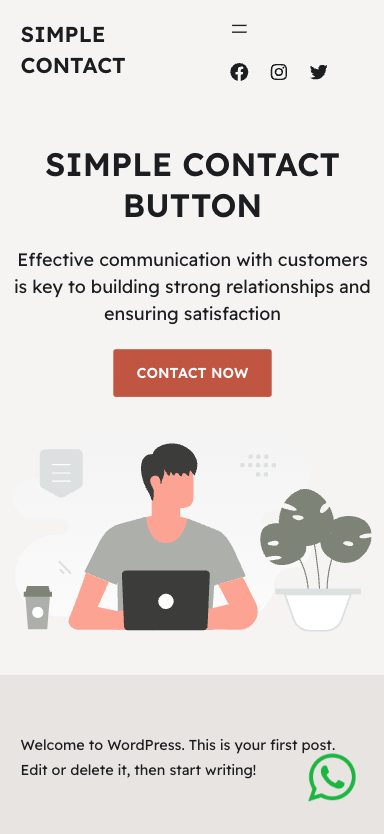 SIMPLE
CONTACT
SIMPLE CONTACT
BUTTON
Effective communication with customers
is key to building strong relationships and
ensuring satisfaction
CONTACT NOW
Welcome to WordPress. This is your first post.
Edit or delete it, then start writing!